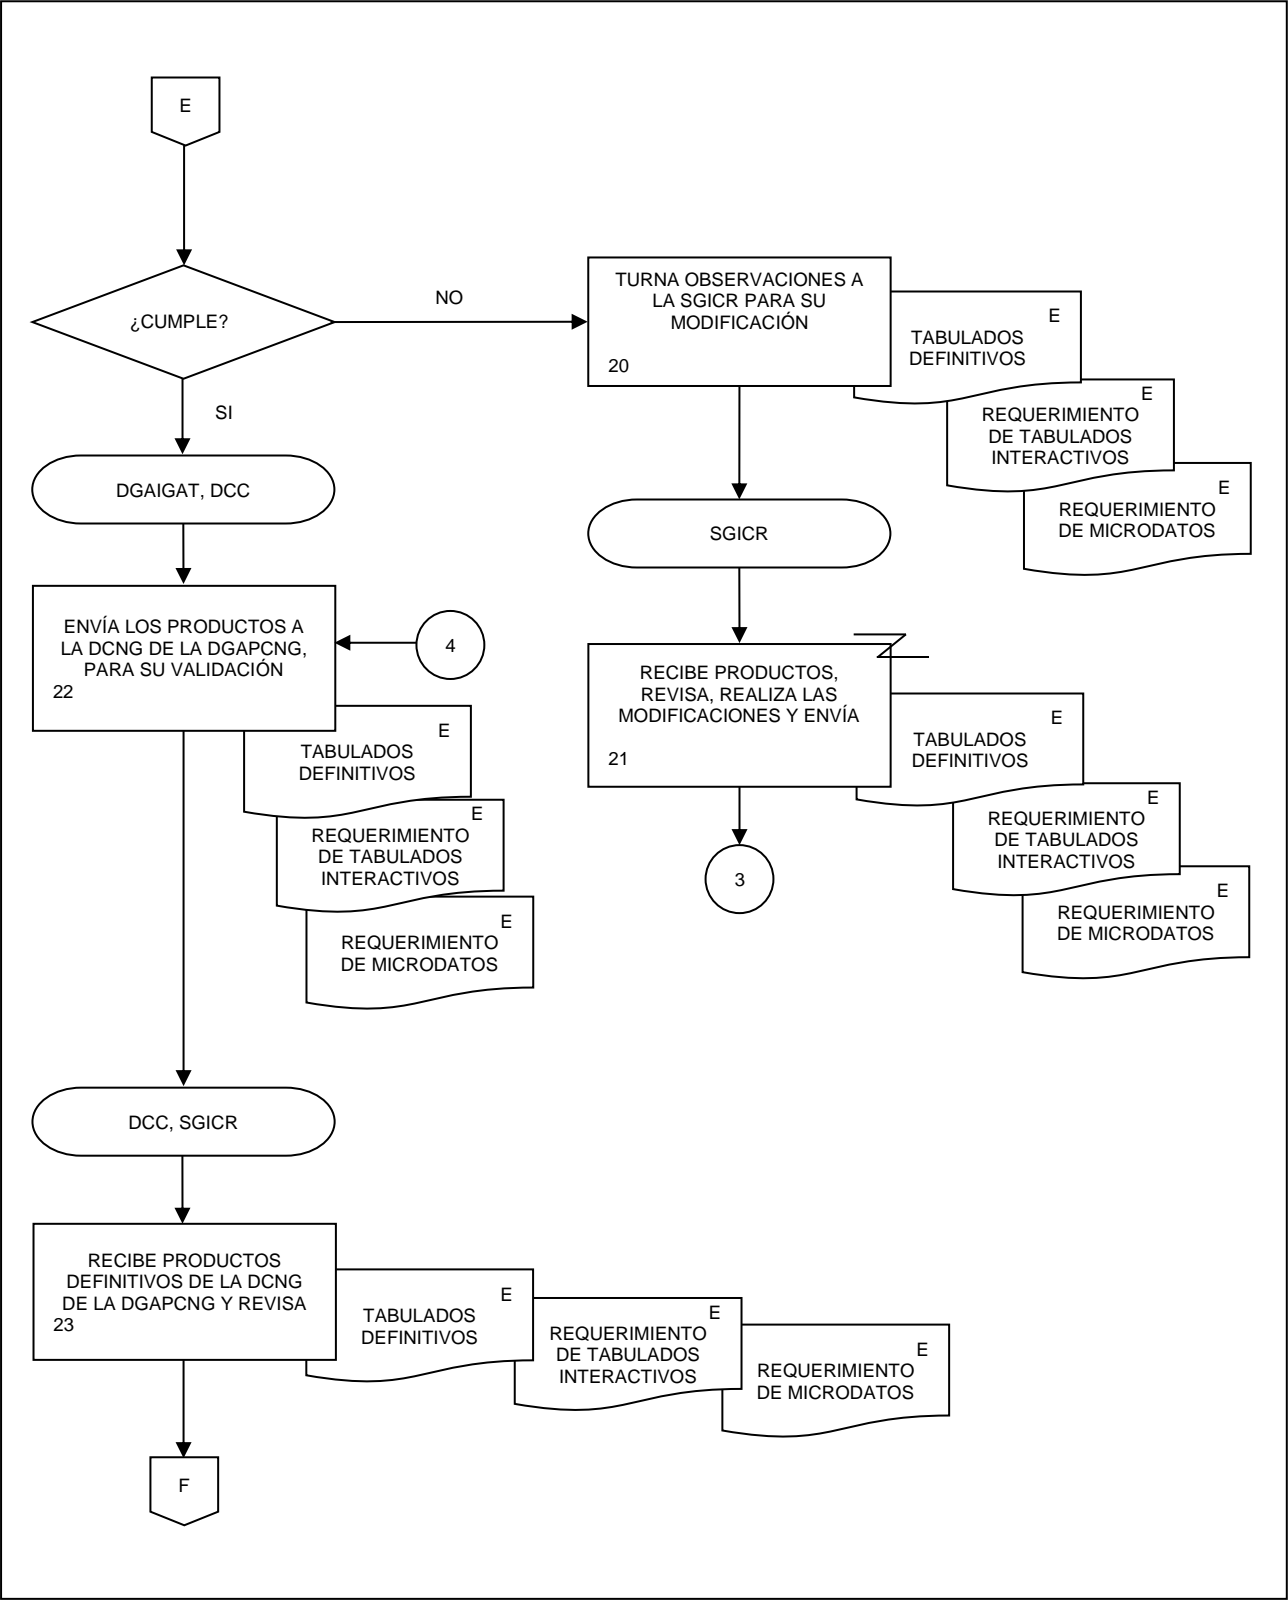 E
¿CUMPLE?
NO
SI
TURNA OBSERVACIONES A
LA SGICR PARA SU
MODIFICACIÓN
20
E
TABULADOS
DEFINITIVOS
E
REQUERIMIENTO
DE TABULADOS
INTERACTIVOS
E
REQUERIMIENTO
DE MICRODATOS
SGICR
RECIBE PRODUCTOS,
REVISA, REALIZA LAS
MODIFICACIONES Y ENVÍA
21
E
TABULADOS
DEFINITIVOS
E
REQUERIMIENTO
DE TABULADOS
INTERACTIVOS
E
REQUERIMIENTO
DE MICRODATOS
3
DGAIGAT, DCC
ENVÍA LOS PRODUCTOS A
LA DCNG DE LA DGAPCNG,
PARA SU VALIDACIÓN
22
4
E
TABULADOS
DEFINITIVOS
E
REQUERIMIENTO
DE TABULADOS
INTERACTIVOS
E
REQUERIMIENTO
DE MICRODATOS
DCC, SGICR
RECIBE PRODUCTOS
DEFINITIVOS DE LA DCNG
DE LA DGAPCNG Y REVISA
23
E
TABULADOS
DEFINITIVOS
E
REQUERIMIENTO
DE TABULADOS
INTERACTIVOS
E
REQUERIMIENTO
DE MICRODATOS
F